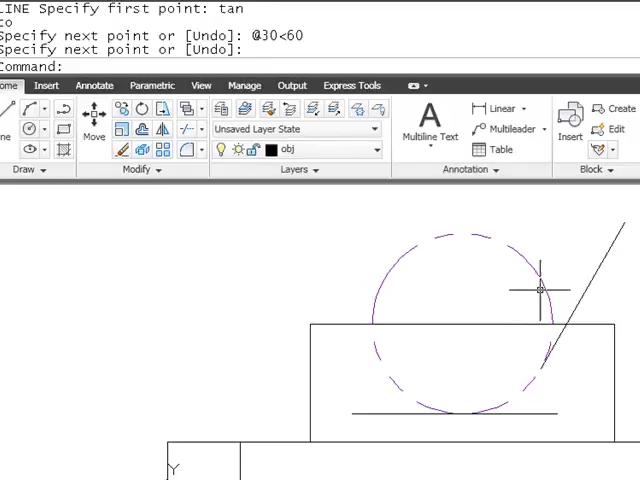 LINE Specify first point: tan
to
Specify next point or [Undo]: @30<60
Specify next point or [Undo]:
Command:
ome Insert Annotate Parametric View Manage Output Express Tools
ne Move Unsaved Layer State obj Multiline Text Linear Multileader Table Insert Create Edit
Draw Modify Layers Annotation Block
Y